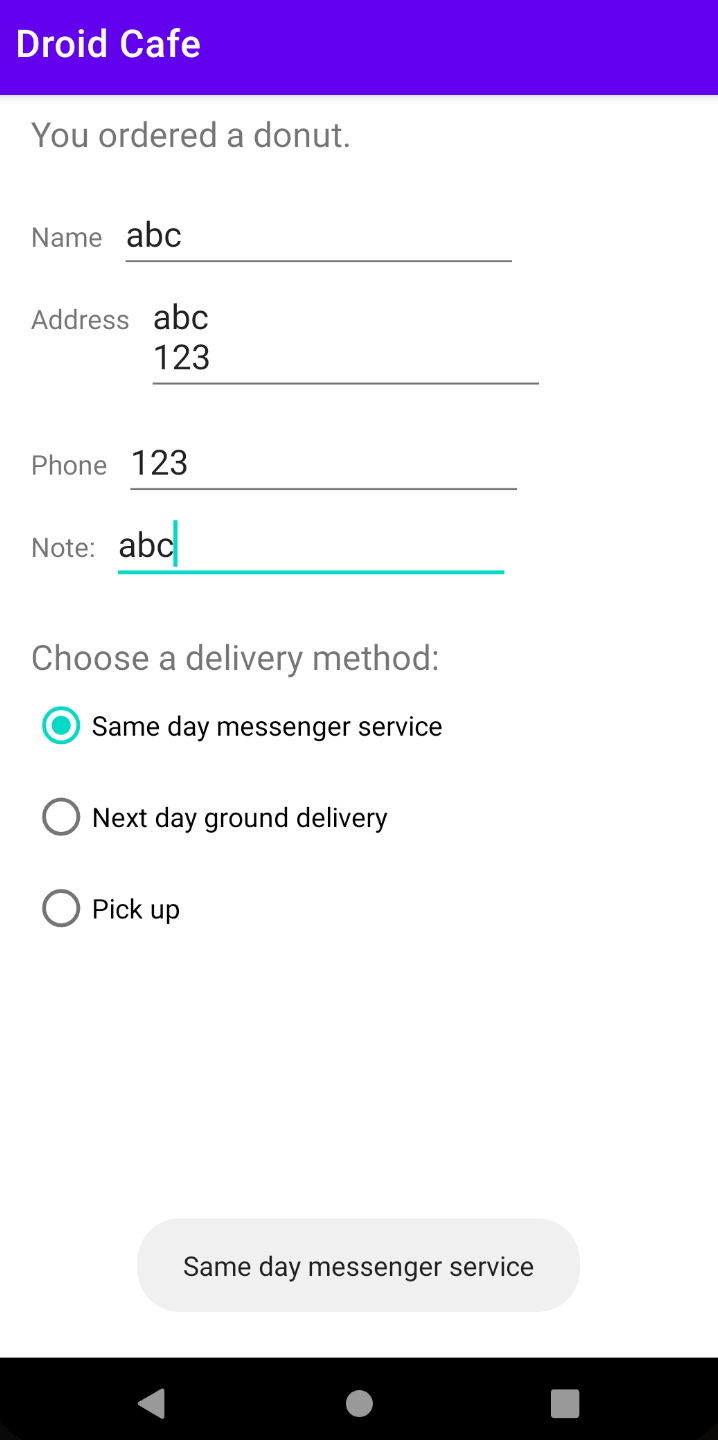 Droid Cafe
You ordered a donut.
Name abc
Address abc
123
Phone 123
Note: abc
Choose a delivery method:
Same day messenger service
Next day ground delivery
Pick up
Same day messenger service